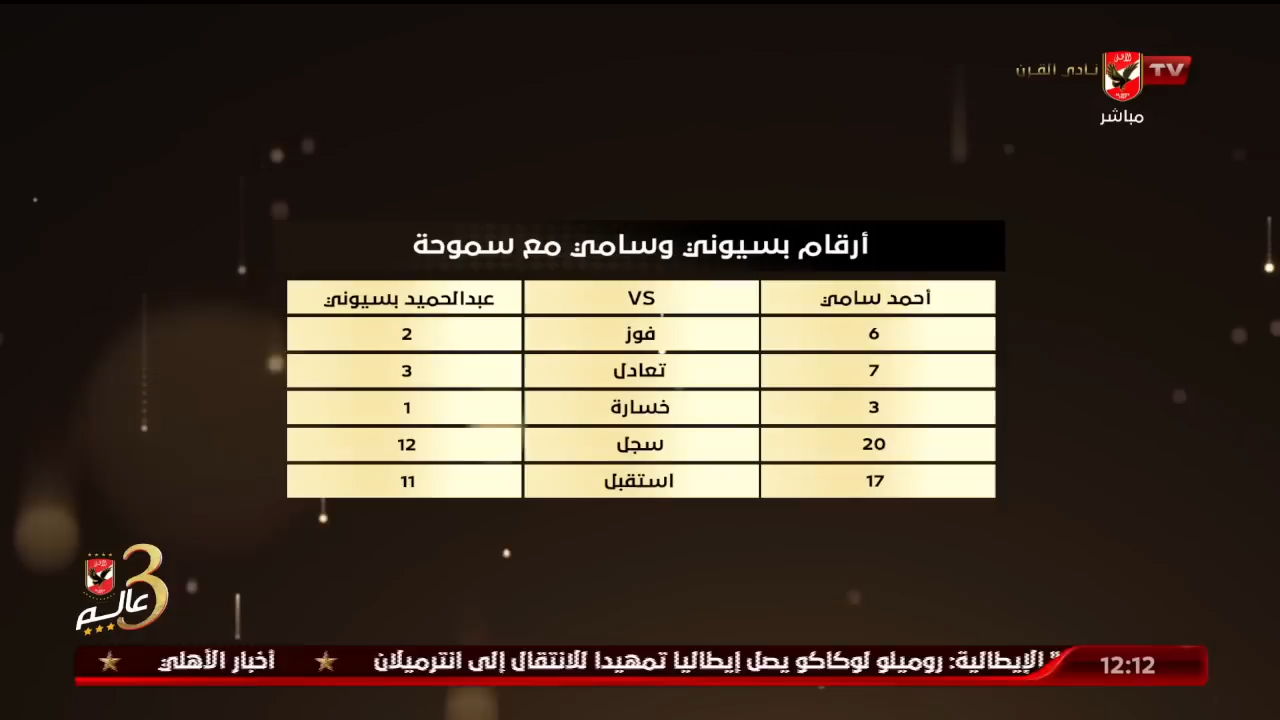 نادي القرن TV
مباشر
أرقام بسيوني وسامي مع سموحة
أحمد سامي VS عبدالحميد بسيوني
6 فوز 2
7 تعادل 3
3 خسارة 1
20 سجل 12
17 استقبل 11
3 عالم
12:12 " الإيطالية: روميلو لوكاكو يصل إيطاليا تمهيدا للانتقال إلى انترميلان أخبار الأهلي